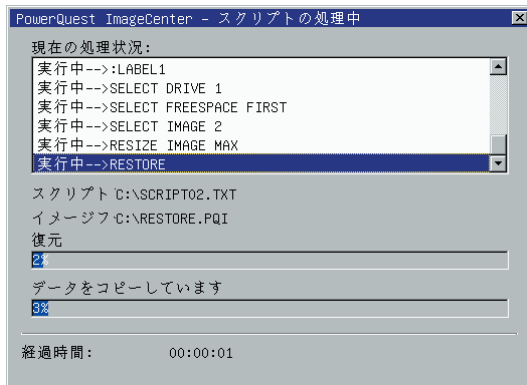 PowerQuest ImageCenter - スクリプトの処理中
現在の処理状況:
実行中-->:LABEL1
実行中-->SELECT DRIVE 1
実行中-->SELECT FREESPACE FIRST
実行中-->SELECT IMAGE 2
実行中-->RESIZE IMAGE MAX
実行中-->RESTORE
スクリプト C:\SCRIPT02.TXT
イメージフ C:\RESTORE.PQI
復元
2%
データをコピーしています
3%
経過時間: 00:00:01